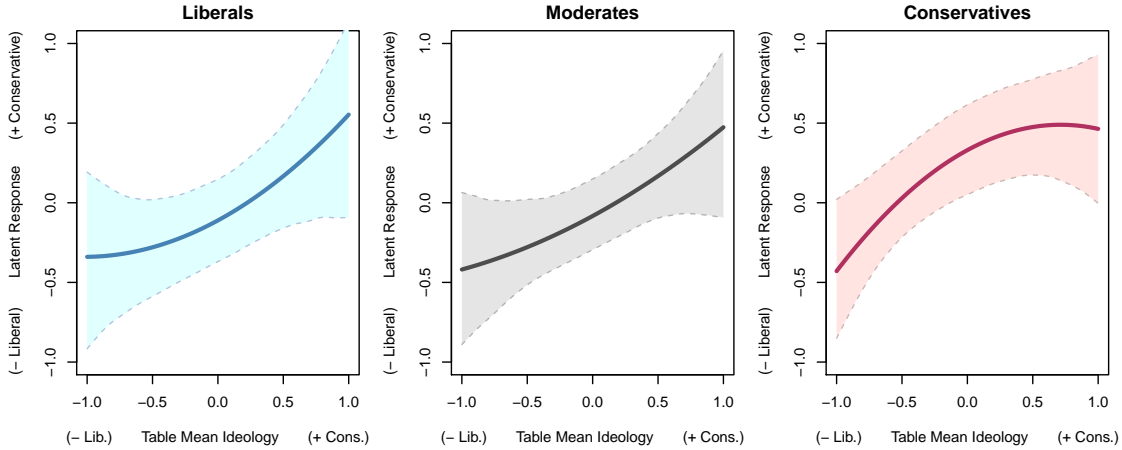 Liberals
(− Liberal) Latent Response (+ Conservative)
−1.0 −0.5 0.0 0.5 1.0
−1.0 −0.5 0.0 0.5 1.0
(− Lib.) Table Mean Ideology (+ Cons.)
Moderates
(− Liberal) Latent Response (+ Conservative)
−1.0 −0.5 0.0 0.5 1.0
−1.0 −0.5 0.0 0.5 1.0
(− Lib.) Table Mean Ideology (+ Cons.)
Conservatives
(− Liberal) Latent Response (+ Conservative)
−1.0 −0.5 0.0 0.5 1.0
−1.0 −0.5 0.0 0.5 1.0
(− Lib.) Table Mean Ideology (+ Cons.)